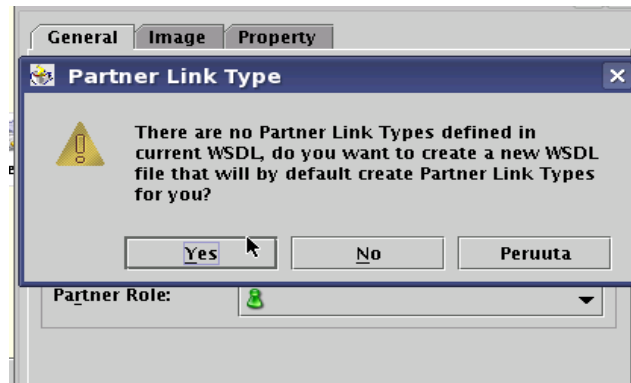 General Image Property
Partner Link Type
There are no Partner Link Types defined in
current WSDL, do you want to create a new WSDL
file that will by default create Partner Link Types
for you?
Yes No Peruuta
Partner Role: